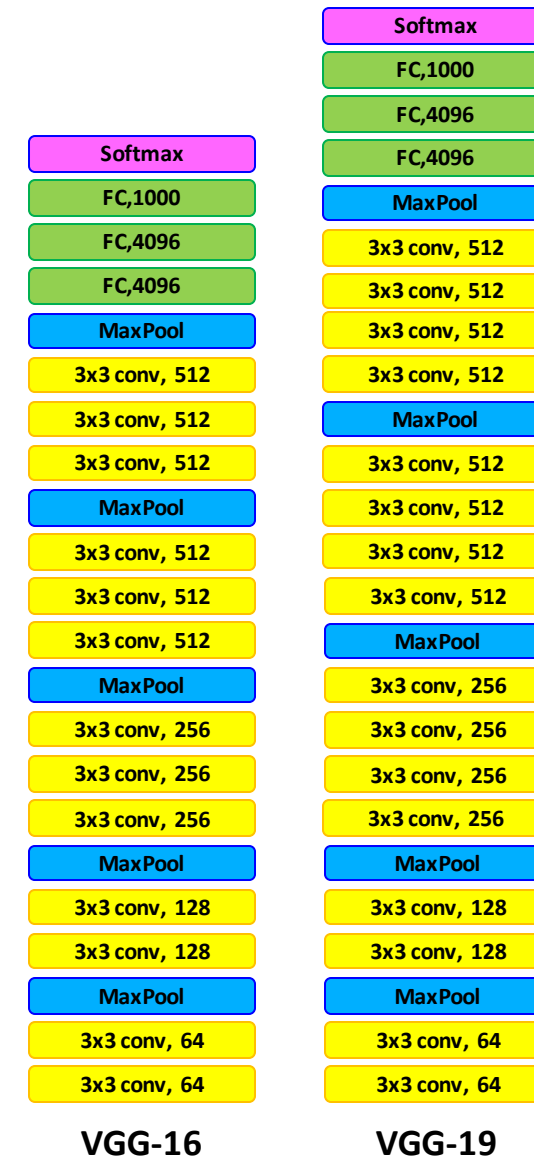 Softmax
FC,1000
FC,4096
FC,4096
MaxPool
3x3 conv, 512
3x3 conv, 512
3x3 conv, 512
MaxPool
3x3 conv, 512
3x3 conv, 512
3x3 conv, 512
MaxPool
3x3 conv, 256
3x3 conv, 256
3x3 conv, 256
MaxPool
3x3 conv, 128
3x3 conv, 128
MaxPool
3x3 conv, 64
3x3 conv, 64
VGG-16
Softmax
FC,1000
FC,4096
FC,4096
MaxPool
3x3 conv, 512
3x3 conv, 512
3x3 conv, 512
3x3 conv, 512
MaxPool
3x3 conv, 512
3x3 conv, 512
3x3 conv, 512
3x3 conv, 512
MaxPool
3x3 conv, 256
3x3 conv, 256
3x3 conv, 256
3x3 conv, 256
MaxPool
3x3 conv, 128
3x3 conv, 128
MaxPool
3x3 conv, 64
3x3 conv, 64
VGG-19